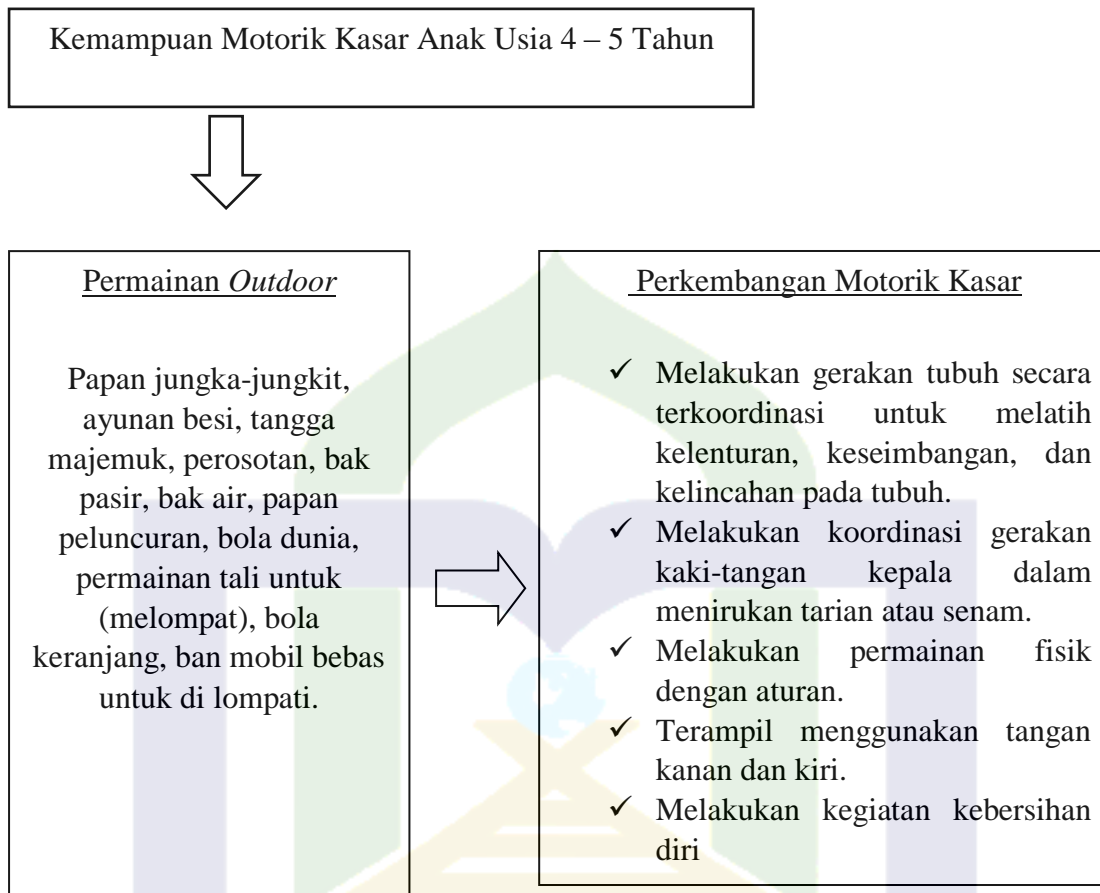 Kemampuan Motorik Kasar Anak Usia 4 – 5 Tahun
Permainan Outdoor
Papan jungka-jungkit,
ayunan besi, tangga
majemuk, perosotan, bak
pasir, bak air, papan
peluncuran, bola dunia,
permainan tali untuk
(melompat), bola
keranjang, ban mobil bebas
untuk di lompati.
Perkembangan Motorik Kasar
✓ Melakukan gerakan tubuh secara
terkoordinasi untuk melatih
kelenturan, keseimbangan, dan
kelincahan pada tubuh.
✓ Melakukan koordinasi gerakan
kaki-tangan kepala dalam
menirukan tarian atau senam.
✓ Melakukan permainan fisik
dengan aturan.
✓ Terampil menggunakan tangan
kanan dan kiri.
✓ Melakukan kegiatan kebersihan
diri